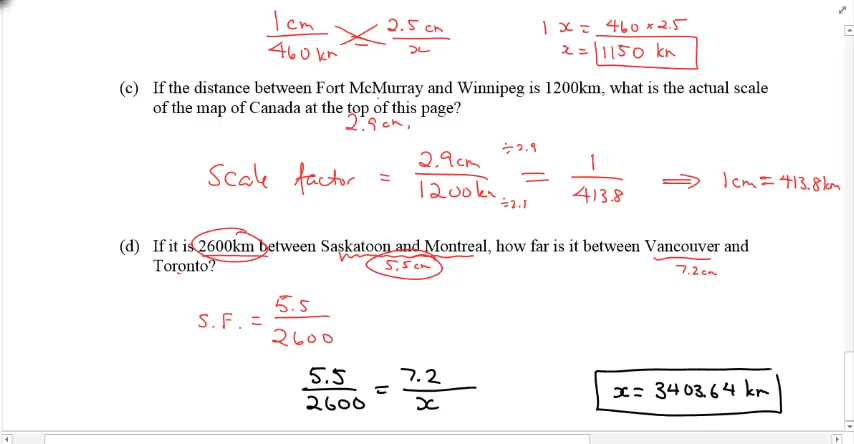 1 cm / 460 km = 2.5 cm / x    1 x = 460 × 2.5
x = 1150 km
(c) If the distance between Fort McMurray and Winnipeg is 1200km, what is the actual scale
of the map of Canada at the top of this page?
2.9 cm.
Scale factor = 2.9 cm / 1200 km = 1 / 413.8 ⟹ 1 cm = 413.8 km
÷2.9
÷2.9
(d) If it is 2600km between Saskatoon and Montreal, how far is it between Vancouver and
Toronto?
5.5 cm
7.2 cm
S.F. = 5.5 / 2600
5.5 / 2600 = 7.2 / x    x = 3403.64 km